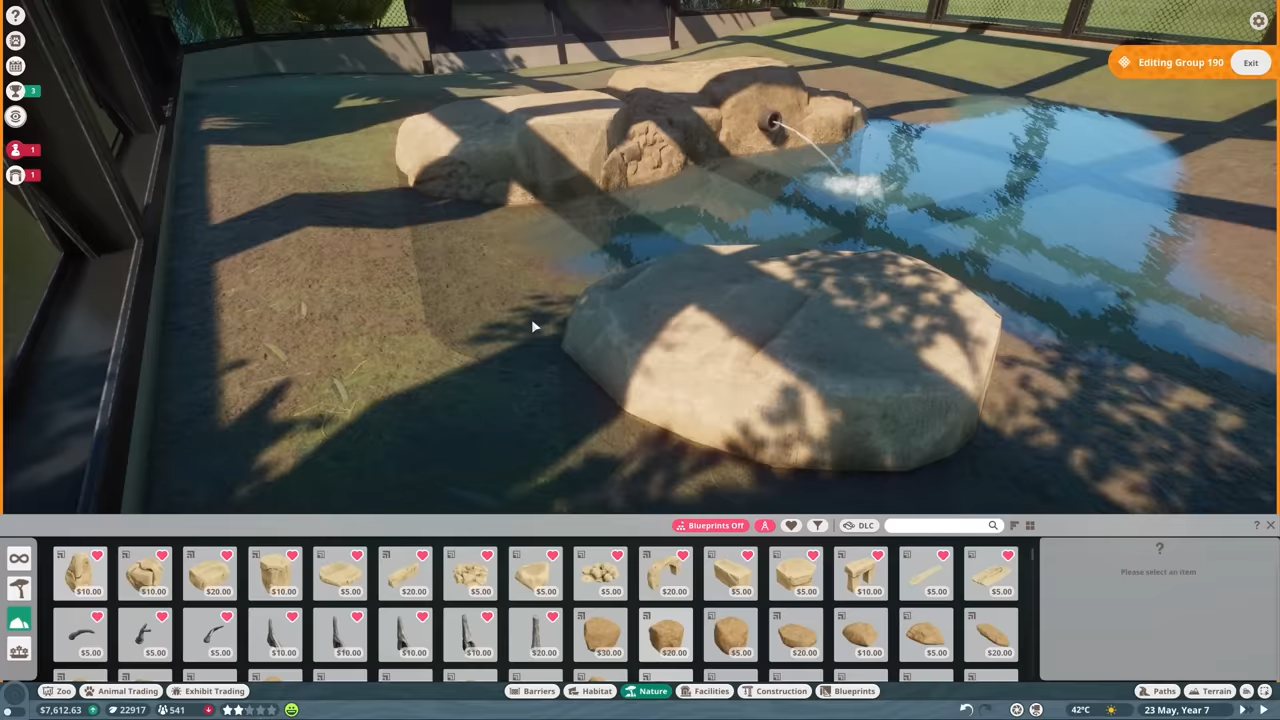 ?
3
1
1
Editing Group 190
Exit
Blueprints Off
DLC
?
$10.00 $10.00 $20.00 $10.00 $5.00 $20.00 $5.00 $5.00 $5.00 $20.00 $5.00 $5.00 $10.00 $5.00 $5.00
?
Please select an item
$5.00 $5.00 $5.00 $10.00 $10.00 $10.00 $10.00 $20.00 $30.00 $20.00 $5.00 $20.00 $10.00 $5.00 $20.00
Zoo Animal Trading Exhibit Trading Barriers Habitat Nature Facilities Construction Blueprints Paths Terrain
$7,612.63 22917 541 42°C 23 May, Year 7